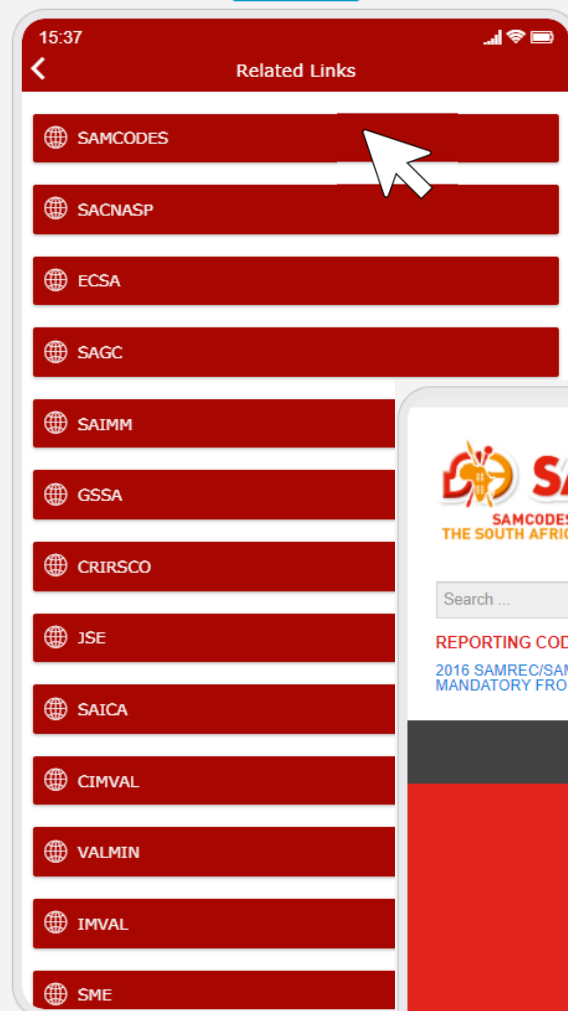 15:37
Related Links
SAMCODES
SACNASP
ECSA
SAGC
SAIMM
GSSA
CRIRSCO
JSE
SAICA
CIMVAL
VALMIN
IMVAL
SME
SA
SAMCODES
THE SOUTH AFRIC
Search ...
REPORTING COD
2016 SAMREC/SAM
MANDATORY FRO